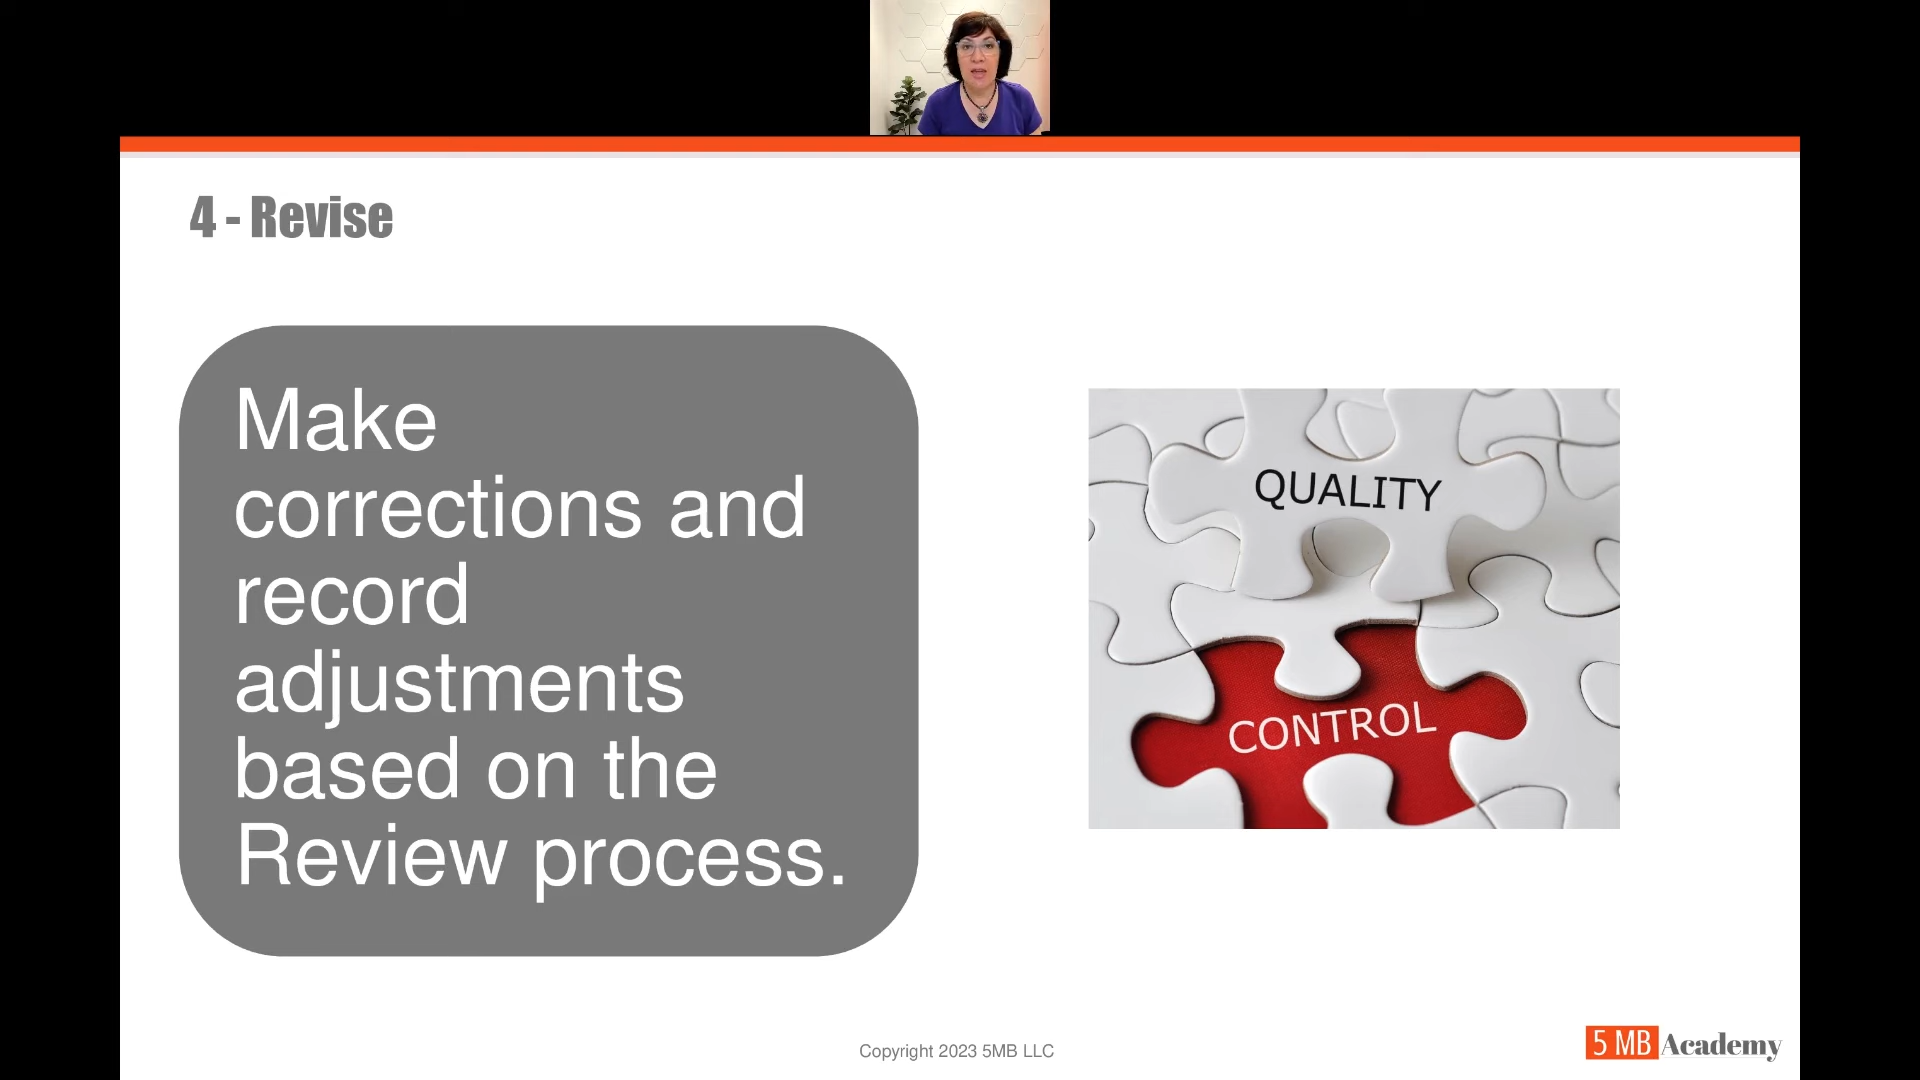 4 - Revise
Make
corrections and
record
adjustments
based on the
Review process.
QUALITY
CONTROL
Copyright 2023 5MB LLC
5 MB Academy